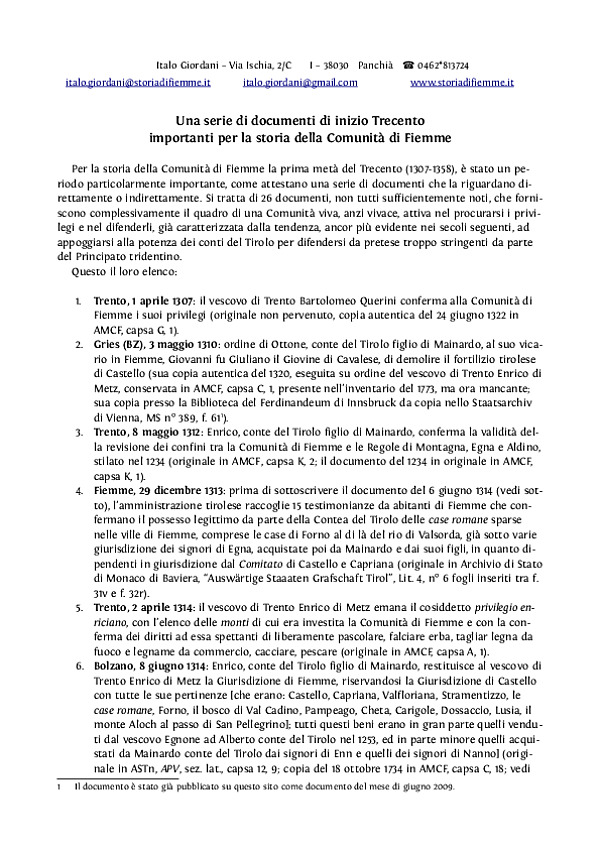 Italo Giordani – Via Ischia, 2/C I – 38030 Panchià ☎ 0462*813724
italo.giordani@storiadifiemme.it italo.giordani@gmail.com www.storiadifiemme.it
Una serie di documenti di inizio Trecento
importanti per la storia della Comunità di Fiemme
Per la storia della Comunità di Fiemme la prima metà del Trecento (1307-1358), è stato un pe-
riodo particolarmente importante, come attestano una serie di documenti che la riguardano di-
rettamente o indirettamente. Si tratta di 26 documenti, non tutti sufficientemente noti, che forni-
scono complessivamente il quadro di una Comunità viva, anzi vivace, attiva nel procurarsi i privi-
legi e nel difenderli, già caratterizzata dalla tendenza, ancor più evidente nei secoli seguenti, ad
appoggiarsi alla potenza dei conti del Tirolo per difendersi da pretese troppo stringenti da parte
del Principato tridentino.
Questo il loro elenco:
1. Trento, 1 aprile 1307: il vescovo di Trento Bartolomeo Querini conferma alla Comunità di
Fiemme i suoi privilegi (originale non pervenuto, copia autentica del 24 giugno 1322 in
AMCF, capsa G, 1).
2. Gries (BZ), 3 maggio 1310: ordine di Ottone, conte del Tirolo figlio di Mainardo, al suo vica-
rio in Fiemme, Giovanni fu Giuliano il Giovine di Cavalese, di demolire il fortilizio tirolese
di Castello (sua copia autentica del 1320, eseguita su ordine del vescovo di Trento Enrico di
Metz, conservata in AMCF, capsa C, 1, presente nell'inventario del 1773, ma ora mancante;
sua copia presso la Biblioteca del Ferdinandeum di Innsbruck da copia nello Staatsarchiv
di Vienna, MS n° 389, f. 61¹).
3. Trento, 8 maggio 1312: Enrico, conte del Tirolo figlio di Mainardo, conferma la validità del-
la revisione dei confini tra la Comunità di Fiemme e le Regole di Montagna, Egna e Aldino,
stilato nel 1234 (originale in AMCF, capsa K, 2; il documento del 1234 in originale in AMCF,
capsa K, 1).
4. Fiemme, 29 dicembre 1313: prima di sottoscrivere il documento del 6 giugno 1314 (vedi sot-
to), l'amministrazione tirolese raccoglie 15 testimonianze da abitanti di Fiemme che con-
fermano il possesso legittimo da parte della Contea del Tirolo delle case romane sparse
nelle ville di Fiemme, comprese le case di Forno al di là del rio di Valsorda, già sotto varie
giurisdizione dei signori di Egna, acquistate poi da Mainardo e dai suoi figli, in quanto di-
pendenti in giurisdizione dal Comitato di Castello e Capriana (originale in Archivio di Stato
di Monaco di Baviera, "Auswärtige Staaaten Grafschaft Tirol", Lit. 4, n° 6 fogli inseriti tra f.
31v e f. 32r).
5. Trento, 2 aprile 1314: il vescovo di Trento Enrico di Metz emana il cosiddetto privilegio en-
riciano, con l'elenco delle monti di cui era investita la Comunità di Fiemme e con la con-
ferma dei diritti ad essa spettanti di liberamente pascolare, falciare erba, tagliar legna da
fuoco e legname da commercio, cacciare, pescare (originale in AMCF, capsa A, 1).
6. Bolzano, 8 giugno 1314: Enrico, conte del Tirolo figlio di Mainardo, restituisce al vescovo di
Trento Enrico di Metz la Giurisdizione di Fiemme, riservandosi la Giurisdizione di Castello
con tutte le sue pertinenze [che erano: Castello, Capriana, Valfloriana, Stramentizzo, le
case romane, Forno, il bosco di Val Cadino, Pampeago, Cheta, Carigole, Dossaccio, Lusia, il
monte Aloch al passo di San Pellegrino]; tutti questi beni erano in gran parte quelli vendu-
ti dal vescovo Egnone ad Alberto conte del Tirolo nel 1253, ed in parte minore quelli acqui-
stati da Mainardo conte del Tirolo dai signori di Enn e quelli dei signori di Nanno] (origi-
nale in ASTn, APV, sez. lat., capsa 12, 9; copia del 18 ottobre 1734 in AMCF, capsa C, 18; vedi
1 Il documento è stato già pubblicato su questo sito come documento del mese di giugno 2009.